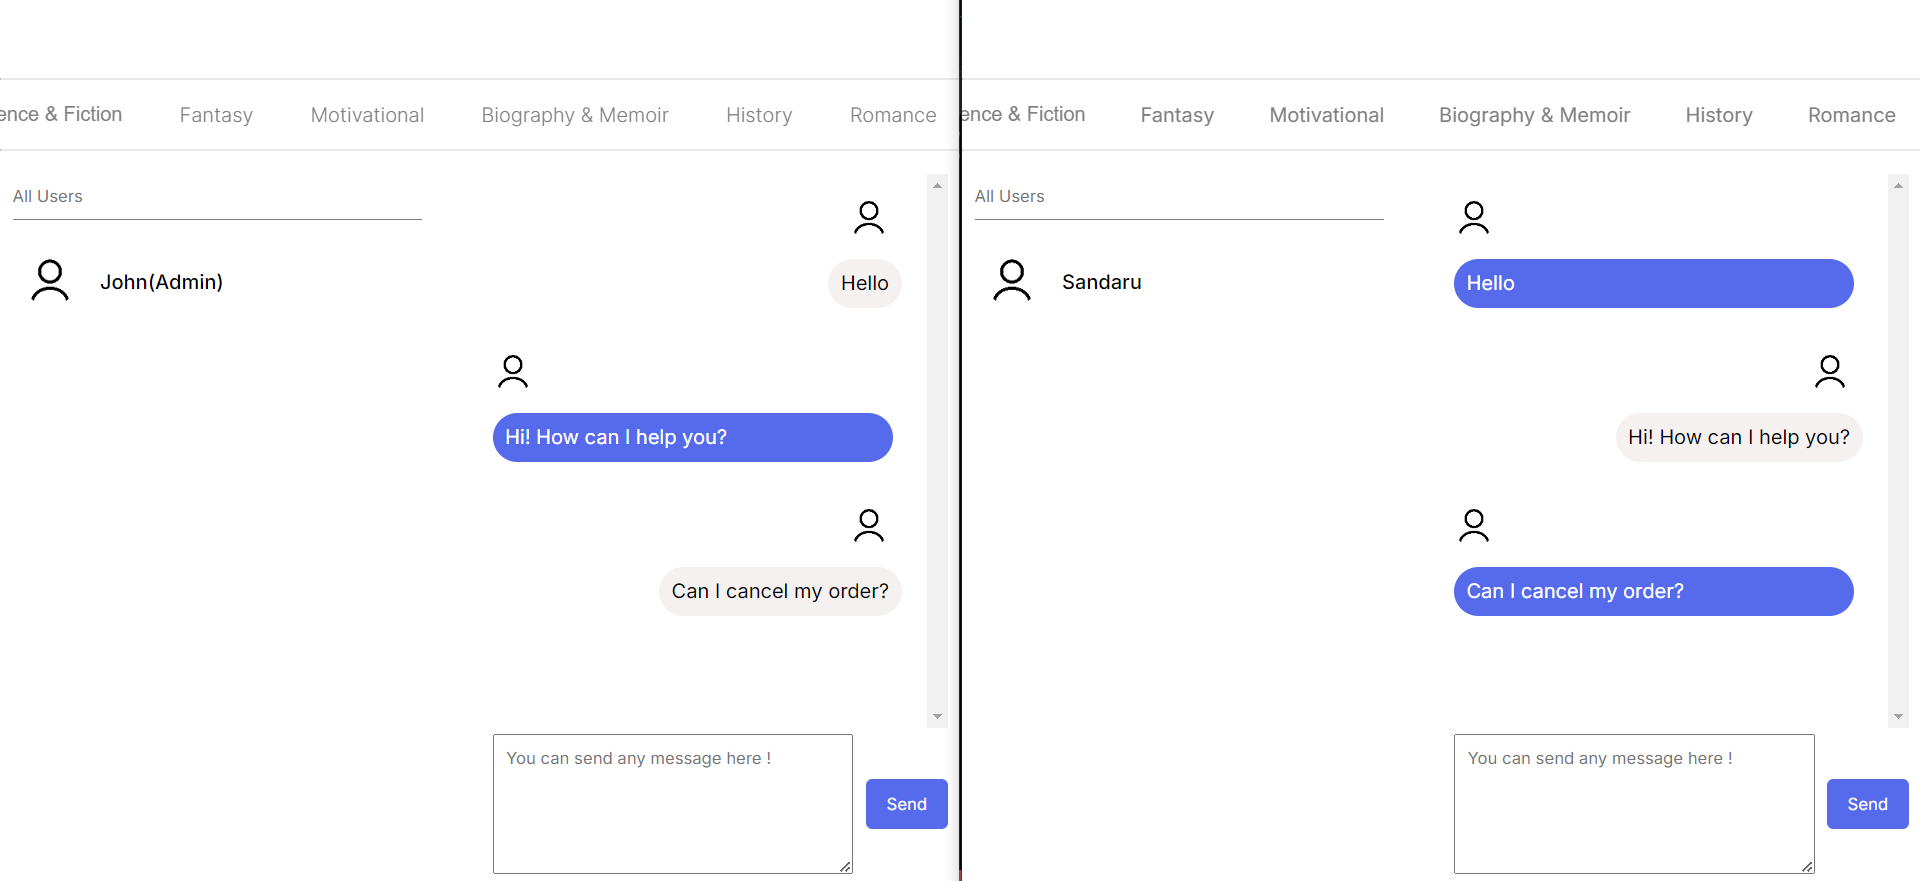 ence & Fiction Fantasy Motivational Biography & Memoir History Romance
All Users
John(Admin)
Hello
Hi! How can I help you?
Can I cancel my order?
You can send any message here !
Send
ence & Fiction Fantasy Motivational Biography & Memoir History Romance
All Users
Sandaru
Hello
Hi! How can I help you?
Can I cancel my order?
You can send any message here !
Send